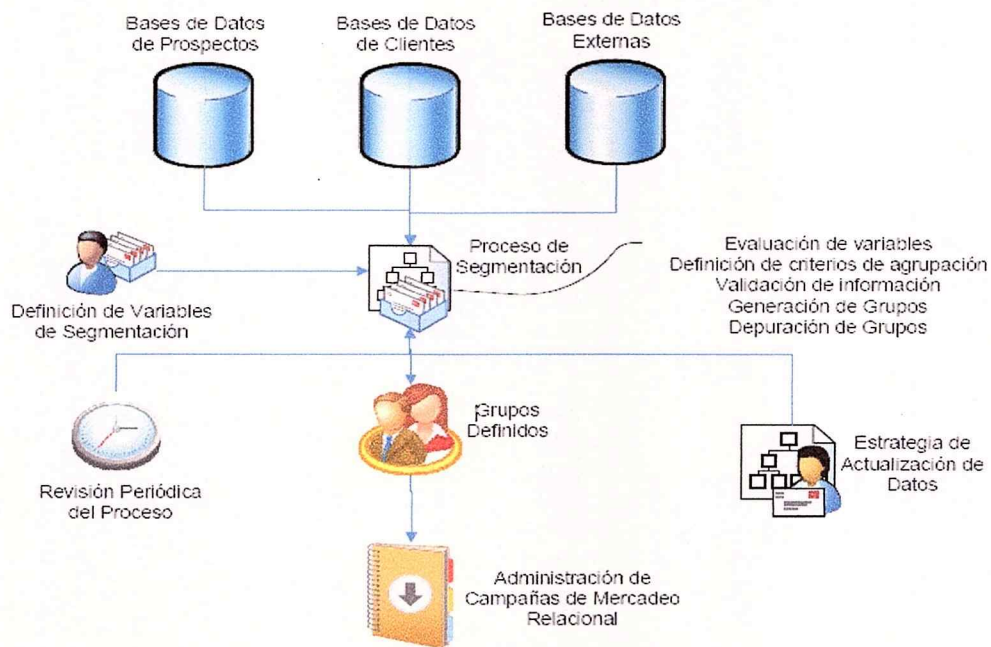 Bases de Datos
de Prospectos
Bases de Datos
de Clientes
Bases de Datos
Externas
Proceso de
Segmentación
Evaluación de variables
Definición de criterios de agrupación
Validación de información
Generación de Grupos
Depuración de Grupos
Definición de Variables
de Segmentación
Grupos
Definidos
Revisión Periódica
del Proceso
Estrategia de
Actualización de
Datos
Administración de
Campañas de Mercadeo
Relacional